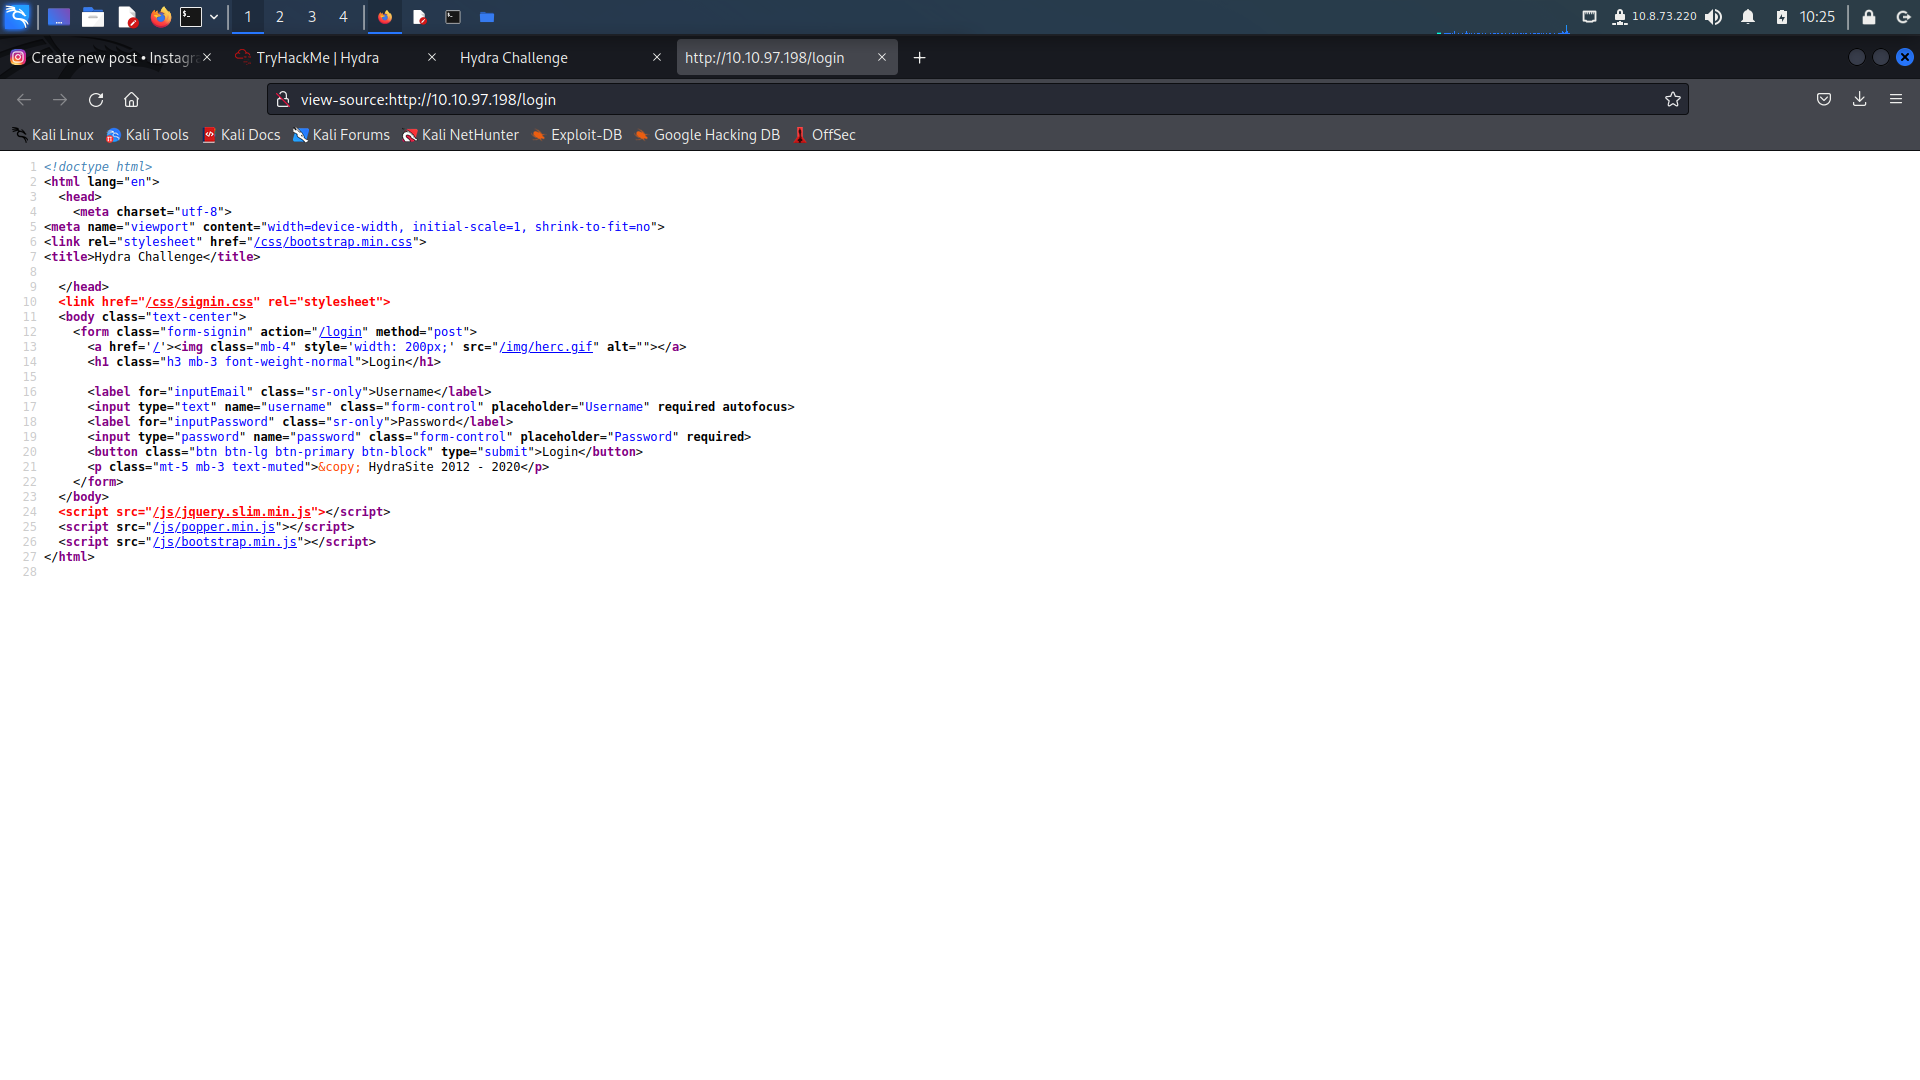 1 2 3 4 10.8.73.220 10:25
Create new post • Instagra TryHackMe | Hydra Hydra Challenge http://10.10.97.198/login
view-source:http://10.10.97.198/login
Kali Linux Kali Tools Kali Docs Kali Forums Kali NetHunter Exploit-DB Google Hacking DB OffSec
1 <!doctype html>
2 <html lang="en">
3 <head>
4 <meta charset="utf-8">
5 <meta name="viewport" content="width=device-width, initial-scale=1, shrink-to-fit=no">
6 <link rel="stylesheet" href="/css/bootstrap.min.css">
7 <title>Hydra Challenge</title>
8
9 </head>
10 <link href="/css/signin.css" rel="stylesheet">
11 <body class="text-center">
12 <form class="form-signin" action="/login" method="post">
13 <a href='/'><img class="mb-4" style='width: 200px;' src="/img/herc.gif" alt=""></a>
14 <h1 class="h3 mb-3 font-weight-normal">Login</h1>
15
16 <label for="inputEmail" class="sr-only">Username</label>
17 <input type="text" name="username" class="form-control" placeholder="Username" required autofocus>
18 <label for="inputPassword" class="sr-only">Password</label>
19 <input type="password" name="password" class="form-control" placeholder="Password" required>
20 <button class="btn btn-lg btn-primary btn-block" type="submit">Login</button>
21 <p class="mt-5 mb-3 text-muted">&copy; HydraSite 2012 - 2020</p>
22 </form>
23 </body>
24 <script src="/js/jquery.slim.min.js"></script>
25 <script src="/js/popper.min.js"></script>
26 <script src="/js/bootstrap.min.js"></script>
27 </html>
28